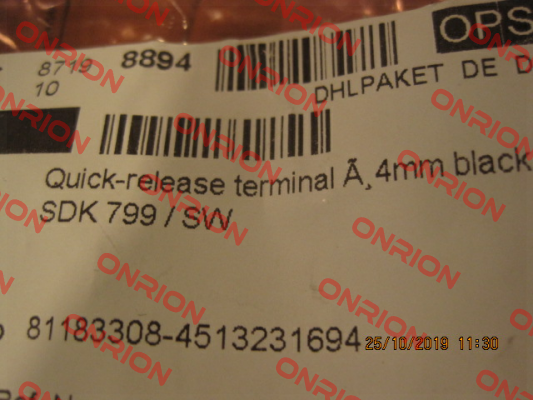 8719 8894 OPS
10 DHLPAKET DE D
Quick-release terminal Ã¸ 4mm black
SDK 799 / SW
81183308-4513231694
25/10/2019 11:30
ONRION